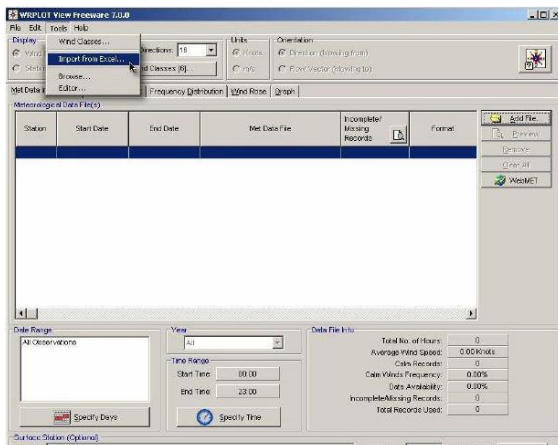 WRPLOT View Freeware 7.0.0
File Edit Tools Help
Display
Wind Classes...
Import from Excel...
Browse...
Editor...
Directions: 16
Classes (6)...
Units
Knots
m/s
Orientation
Direction (blowing from)
Flow Vector (blowing to)
Met Data In
Frequency Distribution Wind Rose Graph
Meteorological Data File(s)
Station Start Date End Date Met Data File Incomplete/ Missing Records Format
Add File...
Preview
Remove
Clear All
WebMET
Date Range
All Observations
Specify Days
Year
All
Time Range
Start Time: 00:00
End Time: 23:00
Specify Time
Data File Info
Total No. of Hours: 0
Average Wind Speed: 0.00 Knots
Calm Records: 0
Calm Winds Frequency: 0.00%
Data Availability: 0.00%
Incomplete/Missing Records: 0
Total Records Used: 0
Surface Station (Optional)